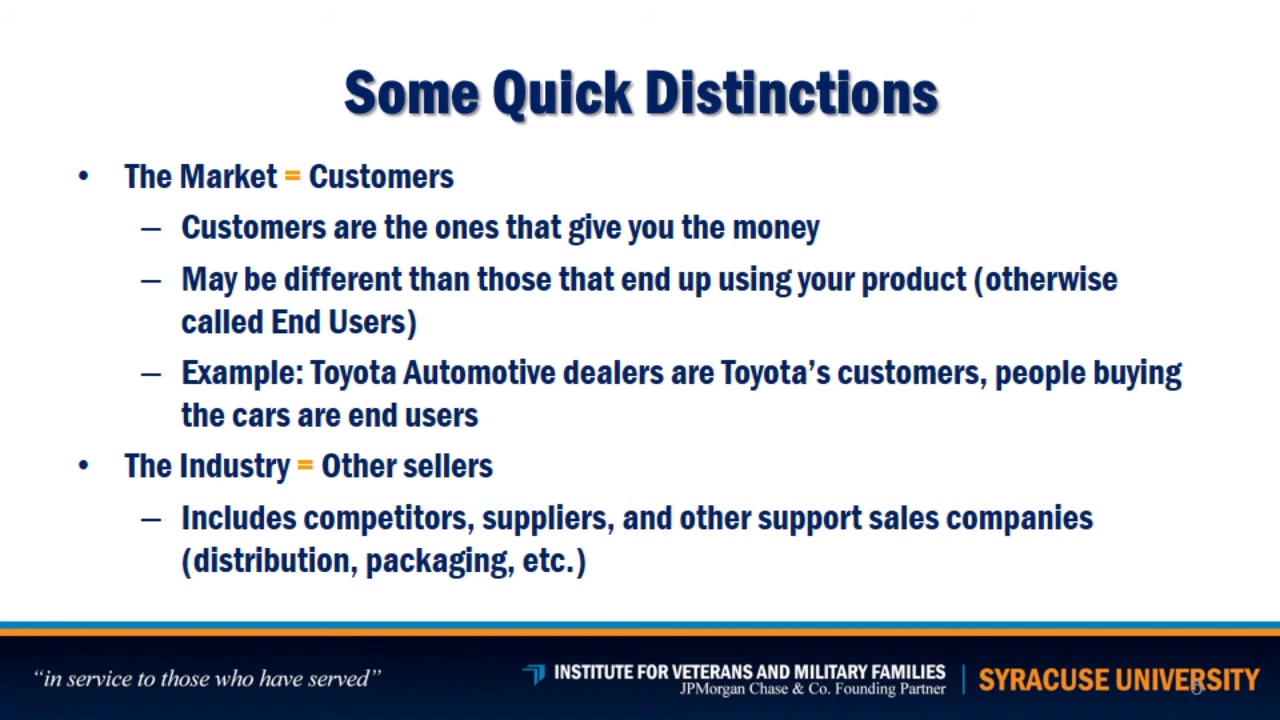 Some Quick Distinctions
• The Market = Customers
– Customers are the ones that give you the money
– May be different than those that end up using your product (otherwise
called End Users)
– Example: Toyota Automotive dealers are Toyota’s customers, people buying
the cars are end users
• The Industry = Other sellers
– Includes competitors, suppliers, and other support sales companies
(distribution, packaging, etc.)
“in service to those who have served”
INSTITUTE FOR VETERANS AND MILITARY FAMILIES
JPMorgan Chase & Co. Founding Partner
SYRACUSE UNIVERSITY